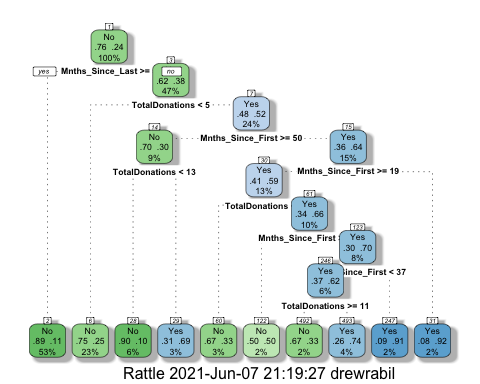 1
No
.76 .24
100%
yes Mnths_Since_Last >= no
3
.62 .38
47%
TotalDonations < 5
7
Yes
.48 .52
24%
Mnths_Since_First >= 50
14
No
.70 .30
9%
TotalDonations < 13
15
Yes
.36 .64
15%
Mnths_Since_First >= 19
30
Yes
.41 .59
13%
TotalDonations
61
Yes
.34 .66
10%
Mnths_Since_First
123
Yes
.30 .70
8%
Since_First < 37
246
Yes
.37 .62
6%
TotalDonations >= 11
2
No
.89 .11
53%
6
No
.75 .25
23%
28
No
.90 .10
6%
29
Yes
.31 .69
3%
60
No
.67 .33
3%
122
No
.50 .50
2%
492
No
.67 .33
2%
493
Yes
.26 .74
4%
247
Yes
.09 .91
2%
31
Yes
.08 .92
2%
Rattle 2021-Jun-07 21:19:27 drewrabil